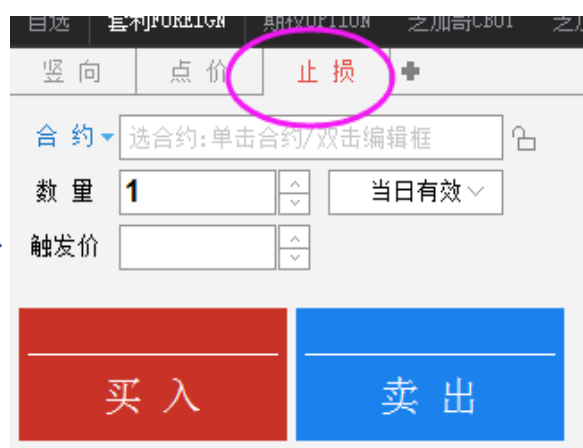 自选 套利FOREIGN 期权OPTION 芝加哥CBOT 芝加
竖 向 点 价 止 损
合 约 选合约:单击合约/双击编辑框
数 量 1 当日有效
触发价
买 入 卖 出